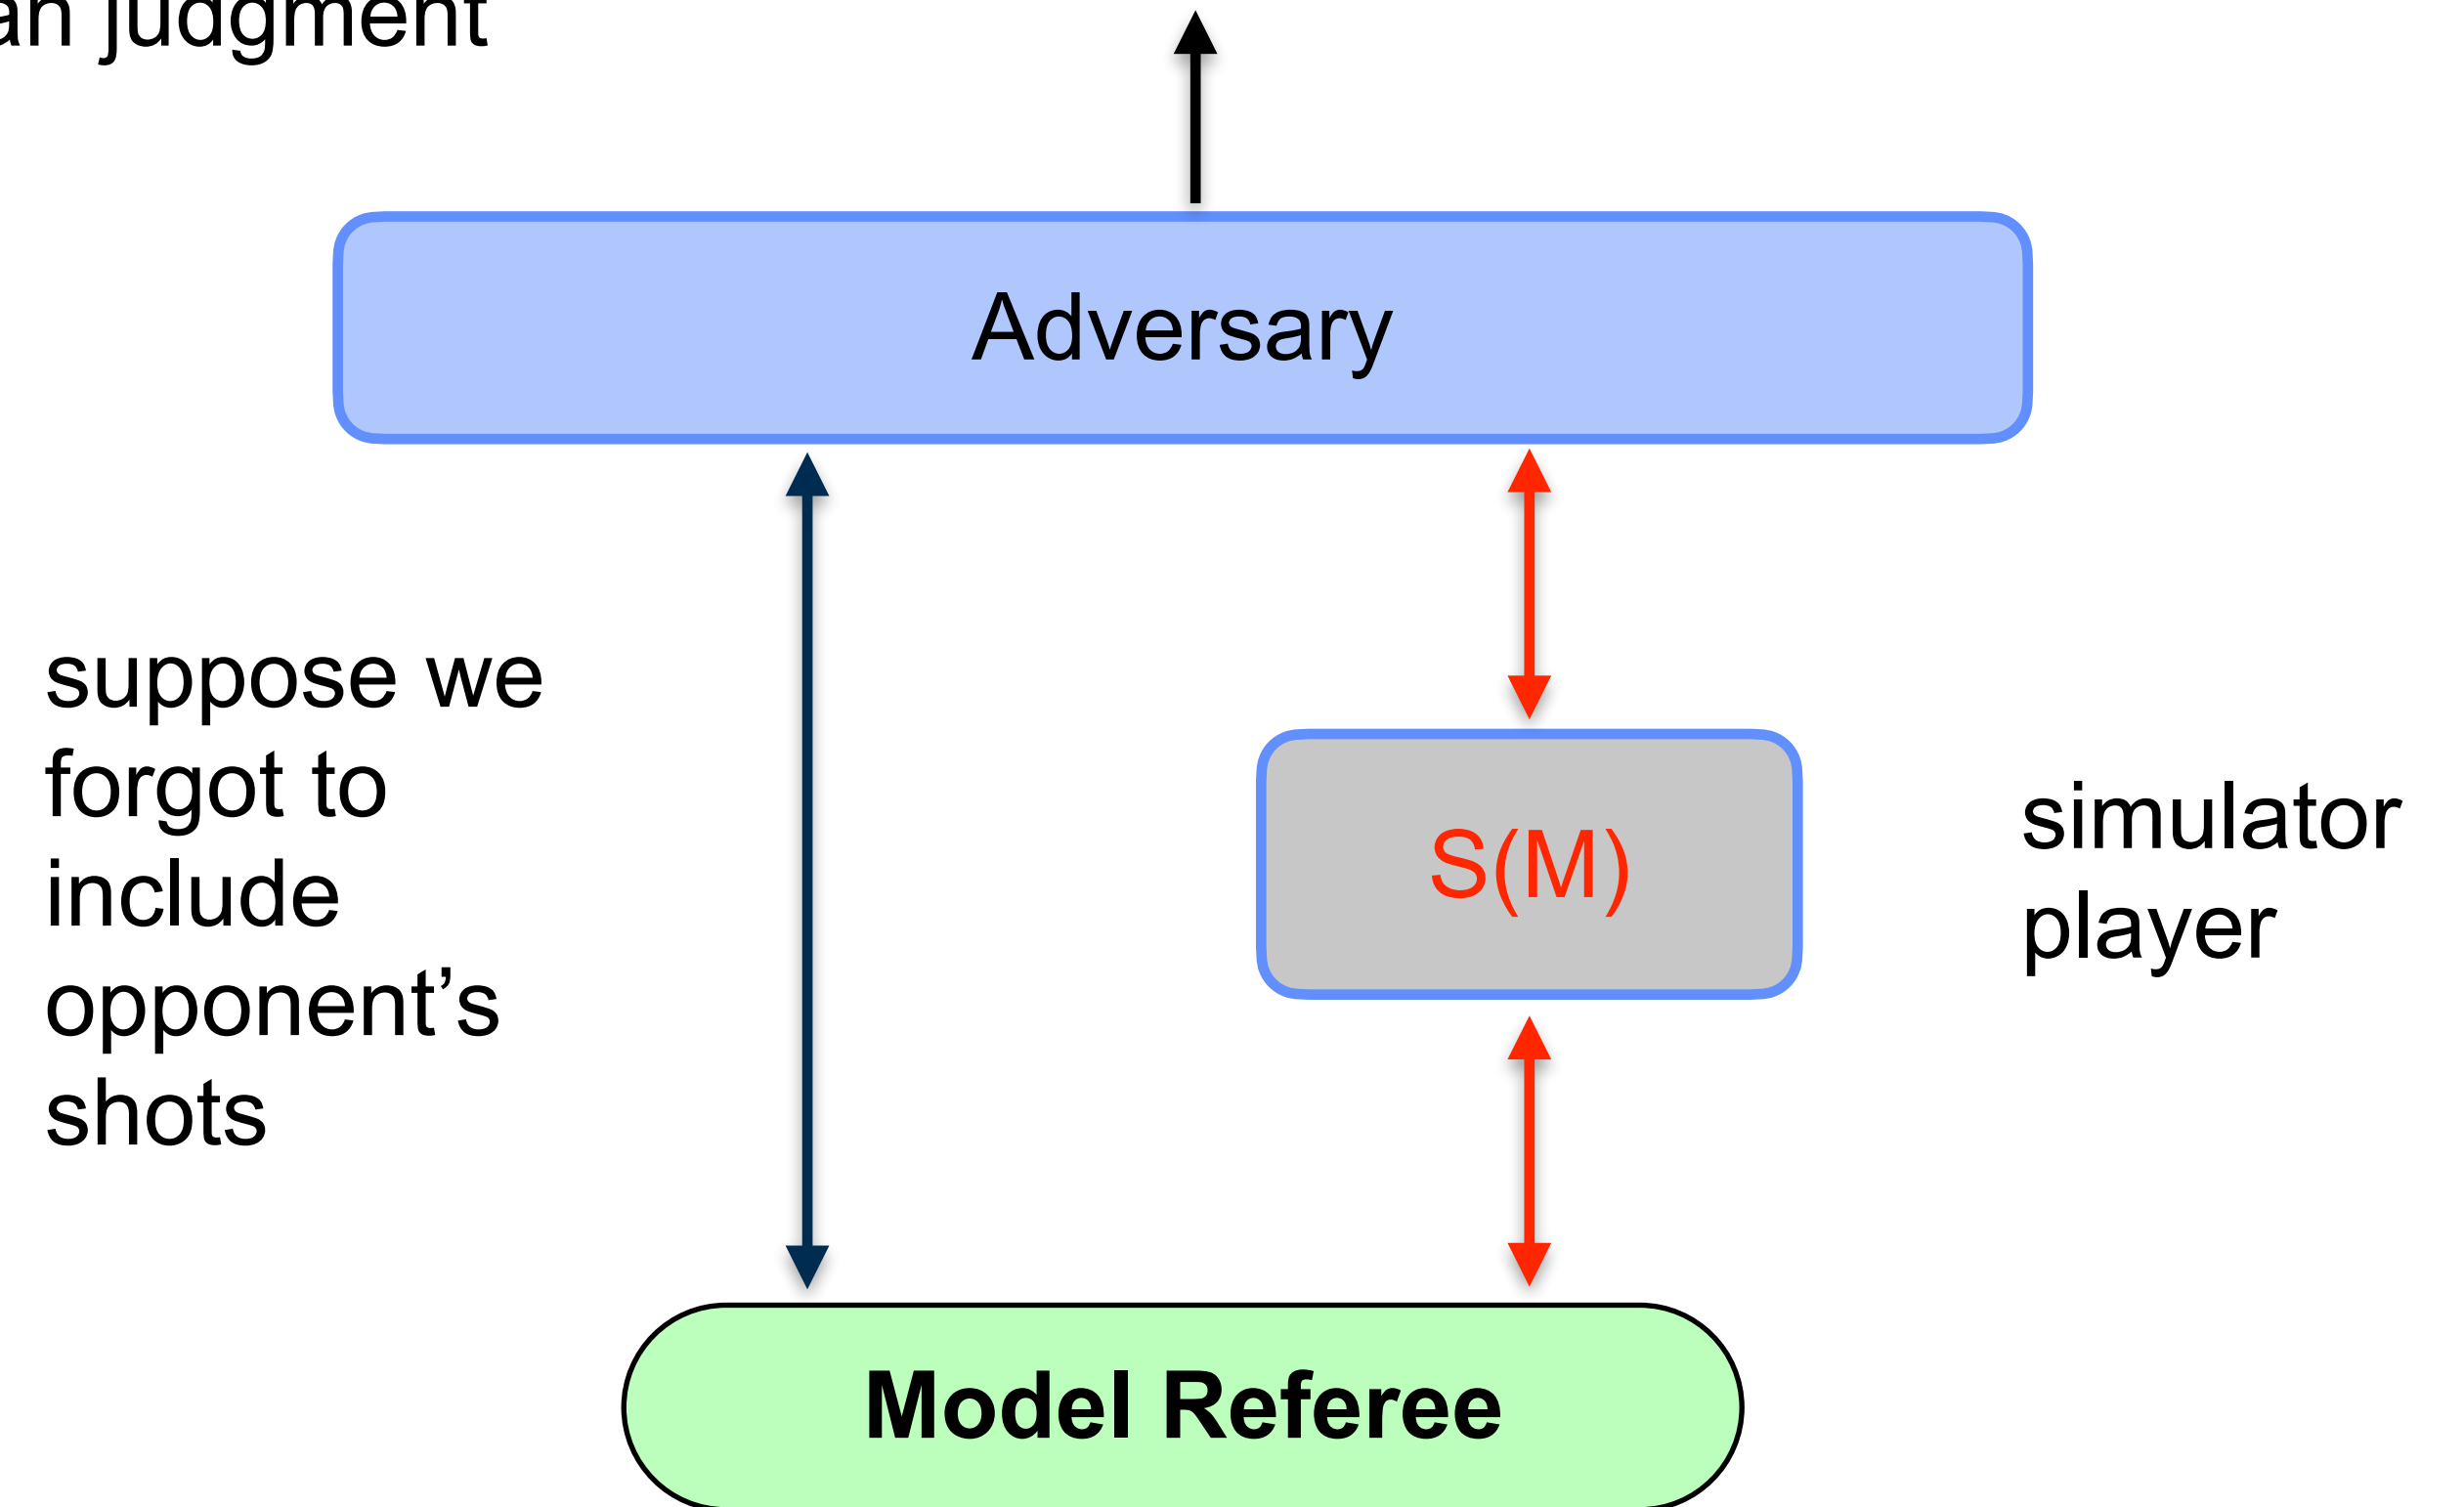 an judgment
Adversary
suppose we
forgot to
include
opponent’s
shots
S(M)
simulator
player
Model Referee